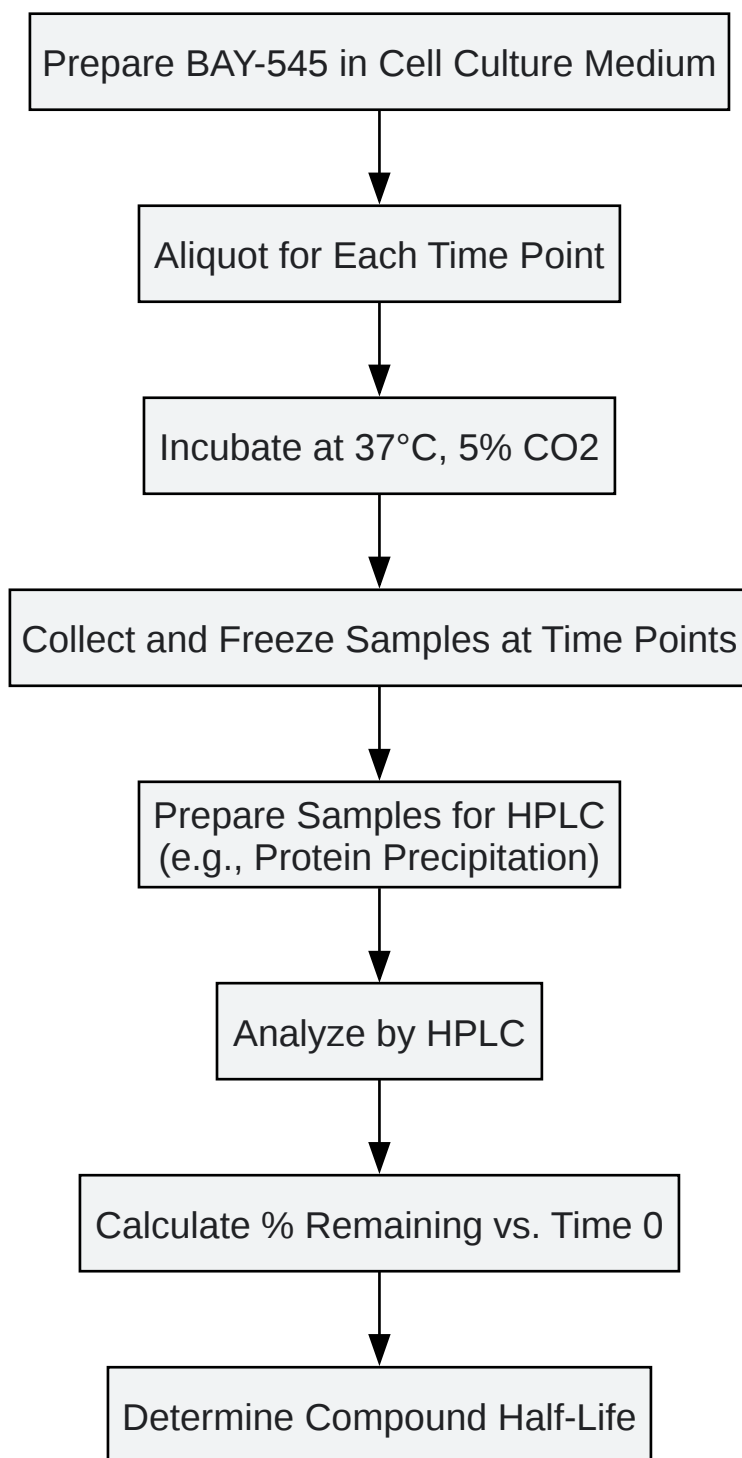 Prepare BAY-545 in Cell Culture Medium
Aliquot for Each Time Point
Incubate at 37°C, 5% CO2
Collect and Freeze Samples at Time Points
Prepare Samples for HPLC
(e.g., Protein Precipitation)
Analyze by HPLC
Calculate % Remaining vs. Time 0
Determine Compound Half-Life